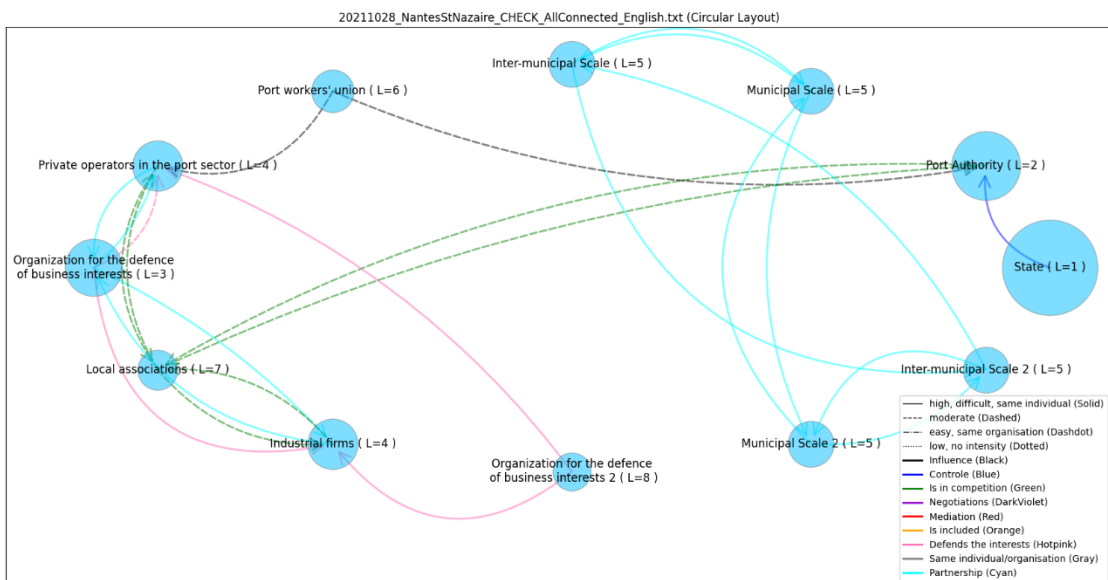 20211028_NantesStNazaire_CHECK_AllConnected_English.txt (Circular Layout)
Inter-municipal Scale ( L=5 )
Port workers' union ( L=6 )
Municipal Scale ( L=5 )
Private operators in the port sector ( L=4 )
Port Authority ( L=2 )
Organization for the defence
of business interests ( L=3 )
State ( L=1 )
Local associations ( L=7 )
Inter-municipal Scale 2 ( L=5 )
Industrial firms ( L=4 )
Municipal Scale 2 ( L=5 )
Organization for the defence
of business interests 2 ( L=8 )
high, difficult, same individual (Solid)
moderate (Dashed)
easy, same organisation (Dashdot)
low, no intensity (Dotted)
Influence (Black)
Controle (Blue)
Is in competition (Green)
Negotiations (DarkViolet)
Mediation (Red)
Is included (Orange)
Defends the interests (Hotpink)
Same individual/organisation (Gray)
Partnership (Cyan)